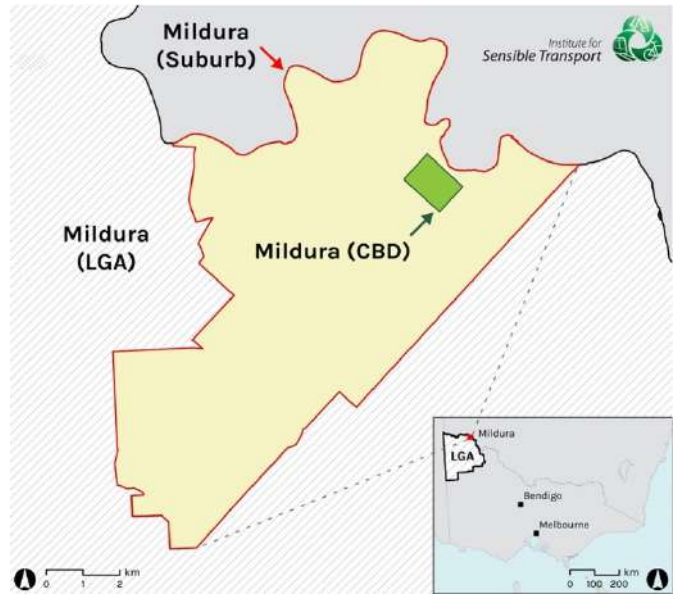 Mildura
(Suburb)
Institute for
Sensible Transport
Mildura
(LGA)
Mildura (CBD)
Mildura
LGA
Bendigo
Melbourne
km
0 1 2
km
0 100 200